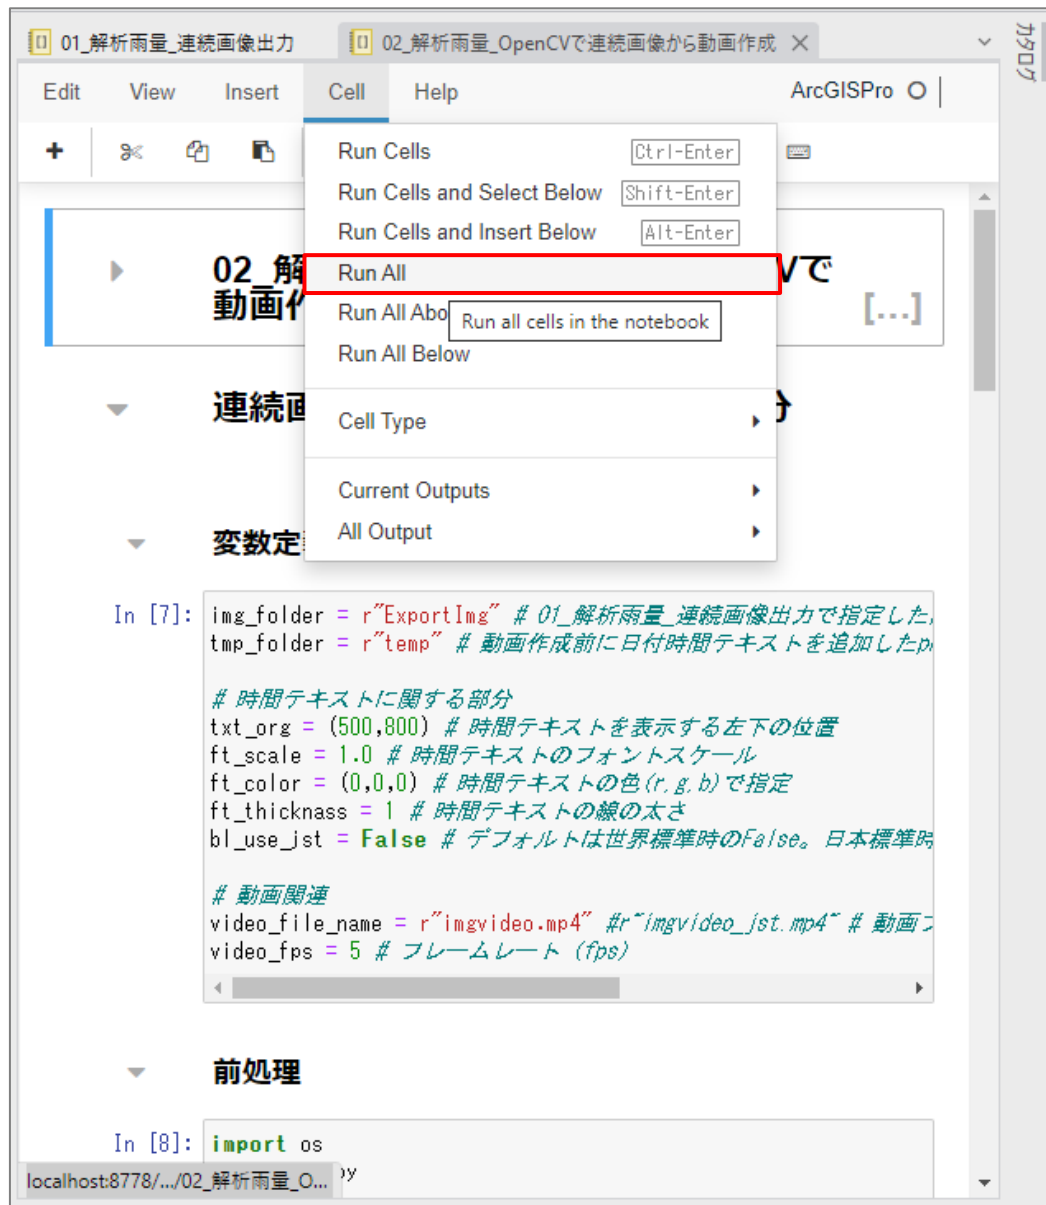 01_解析雨量_連続画像出力
02_解析雨量_OpenCVで連続画像から動画作成
カタログ
Edit View Insert Cell Help ArcGISPro
Run Cells Ctrl-Enter
Run Cells and Select Below Shift-Enter
Run Cells and Insert Below Alt-Enter
02_解 Vで
Run All
動画作 [...]
Run All Abo
Run all cells in the notebook
Run All Below
連続画 分
Cell Type
Current Outputs
All Output
変数定
In [7]: img_folder = r"ExportImg" # 01_解析雨量_連続画像出力で指定した
tmp_folder = r"temp" # 動画作成前に日付時間テキストを追加したp
# 時間テキストに関する部分
txt_org = (500,800) # 時間テキストを表示する左下の位置
ft_scale = 1.0 # 時間テキストのフォントスケール
ft_color = (0,0,0) # 時間テキストの色(r,g,b)で指定
ft_thicknass = 1 # 時間テキストの線の太さ
bl_use_jst = False # デフォルトは世界標準時のFalse。日本標準時
# 動画関連
video_file_name = r"imgvideo.mp4" #r"imgvideo_jst.mp4" # 動画フ
video_fps = 5 # フレームレート (fps)
前処理
In [8]: import os
py
localhost:8778/.../02_解析雨量_O...